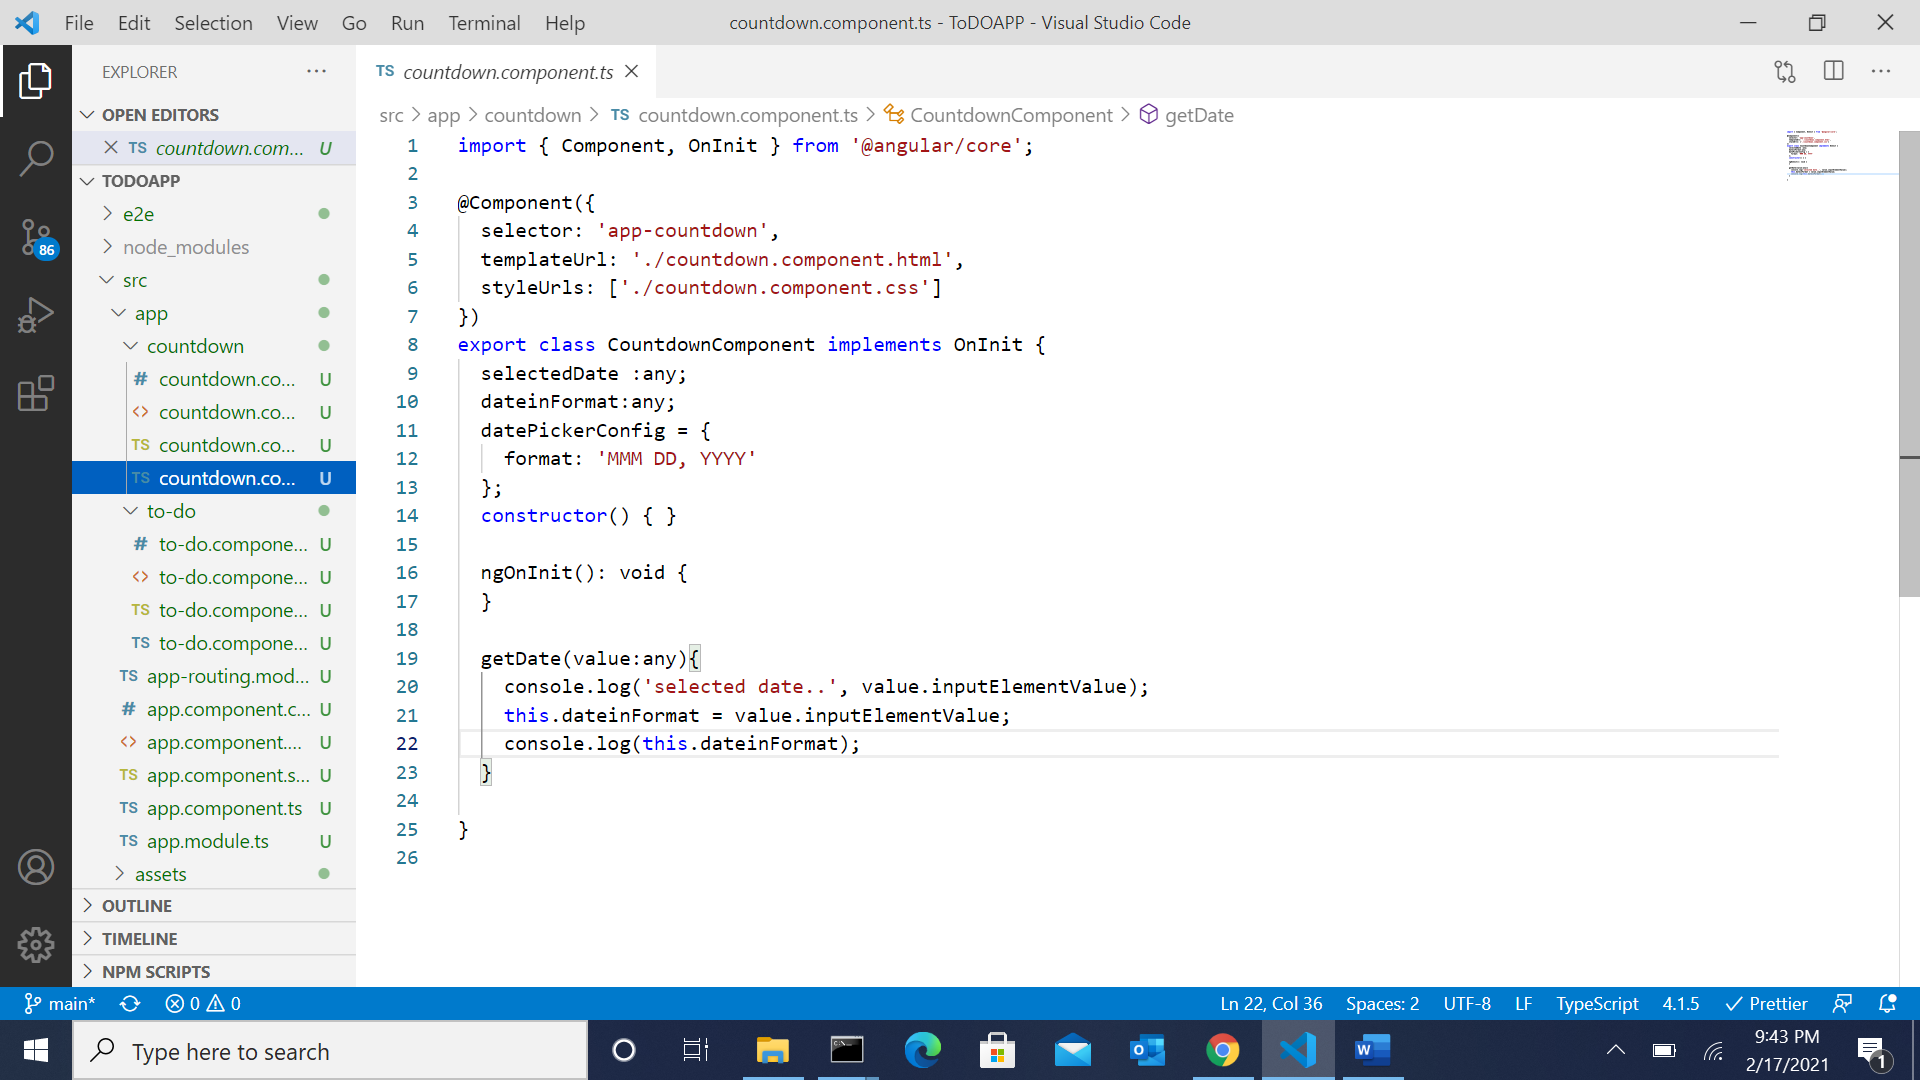 File Edit Selection View Go Run Terminal Help
countdown.component.ts - ToDOAPP - Visual Studio Code
EXPLORER
OPEN EDITORS
TS countdown.com... U
TODOAPP
e2e
node_modules
src
app
countdown
# countdown.co... U
<> countdown.co... U
TS countdown.co... U
TS countdown.co... U
to-do
# to-do.compone... U
<> to-do.compone... U
TS to-do.compone... U
TS to-do.compone... U
TS app-routing.mod... U
# app.component.c... U
<> app.component.... U
TS app.component.s... U
TS app.component.ts U
TS app.module.ts U
assets
OUTLINE
TIMELINE
NPM SCRIPTS
86
TS countdown.component.ts
src > app > countdown > TS countdown.component.ts > CountdownComponent > getDate
1 import { Component, OnInit } from '@angular/core';
2
3 @Component({
4 selector: 'app-countdown',
5 templateUrl: './countdown.component.html',
6 styleUrls: ['./countdown.component.css']
7 })
8 export class CountdownComponent implements OnInit {
9 selectedDate :any;
10 dateinFormat:any;
11 datePickerConfig = {
12 format: 'MMM DD, YYYY'
13 };
14 constructor() { }
15
16 ngOnInit(): void {
17 }
18
19 getDate(value:any){
20 console.log('selected date..', value.inputElementValue);
21 this.dateinFormat = value.inputElementValue;
22 console.log(this.dateinFormat);
23 }
24
25 }
26
main* 0 0
Ln 22, Col 36 Spaces: 2 UTF-8 LF TypeScript 4.1.5 Prettier
Type here to search
9:43 PM
2/17/2021
1